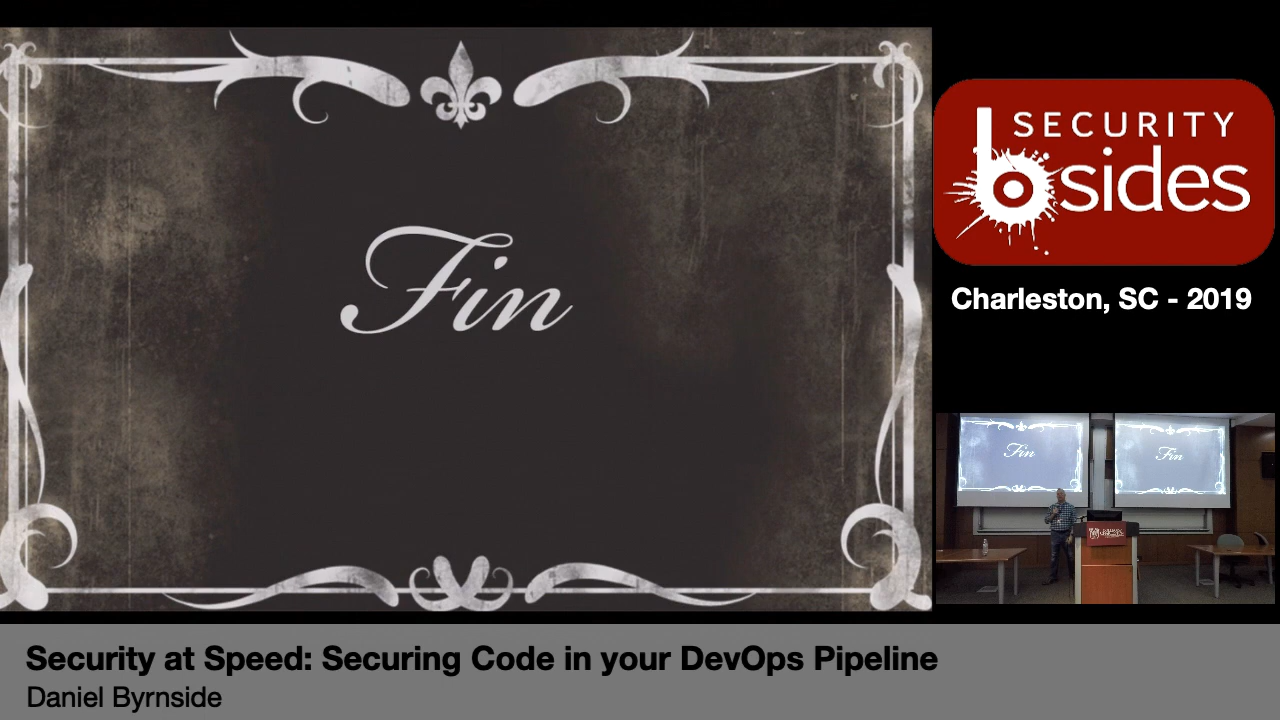 Fin
SECURITY
bsides
Charleston, SC - 2019
Fin
Fin
Security at Speed: Securing Code in your DevOps Pipeline
Daniel Byrnside